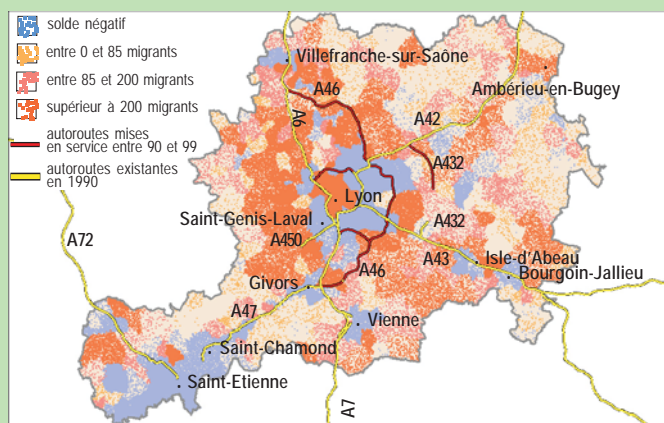 solde négatif
entre 0 et 85 migrants
entre 85 et 200 migrants
supérieur à 200 migrants
autoroutes mises
en service entre 90 et 99
autoroutes existantes
en 1990
Villefranche-sur-Saône
A46
A6
Ambérieu-en-Bugey
A42
A432
Lyon
Saint-Genis-Laval
A432
A450
A72
A43
Isle-d'Abeau
A46
Bourgoin-Jallieu
Givors
A47
Vienne
Saint-Chamond
Saint-Etienne
A7